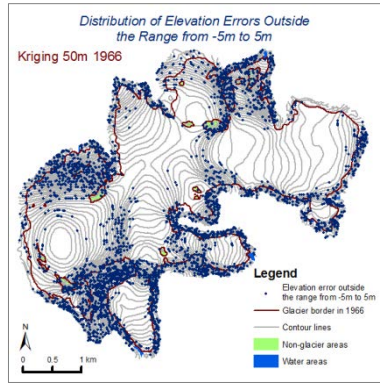 Distribution of Elevation Errors Outside
the Range from -5m to 5m
Kriging 50m 1966
Legend
Elevation error outside
the range from -5m to 5m
Glacier border in 1966
Contour lines
Non-glacier areas
Water areas
N
0 0.5 1 km